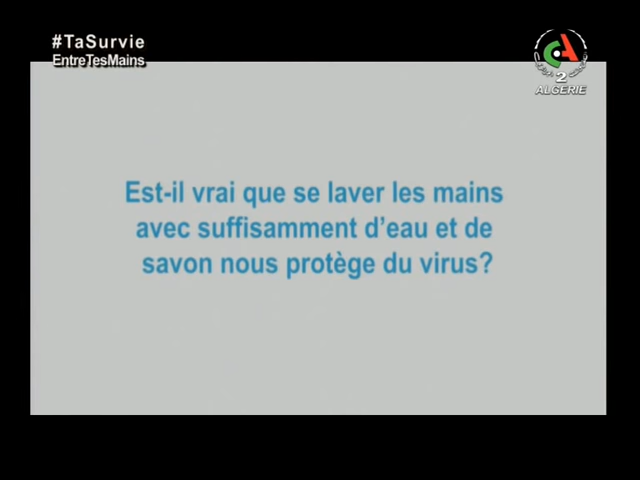 #TaSurvie
EntreTesMains
2
ALGERIE
Est-il vrai que se laver les mains
avec suffisamment d'eau et de
savon nous protège du virus?